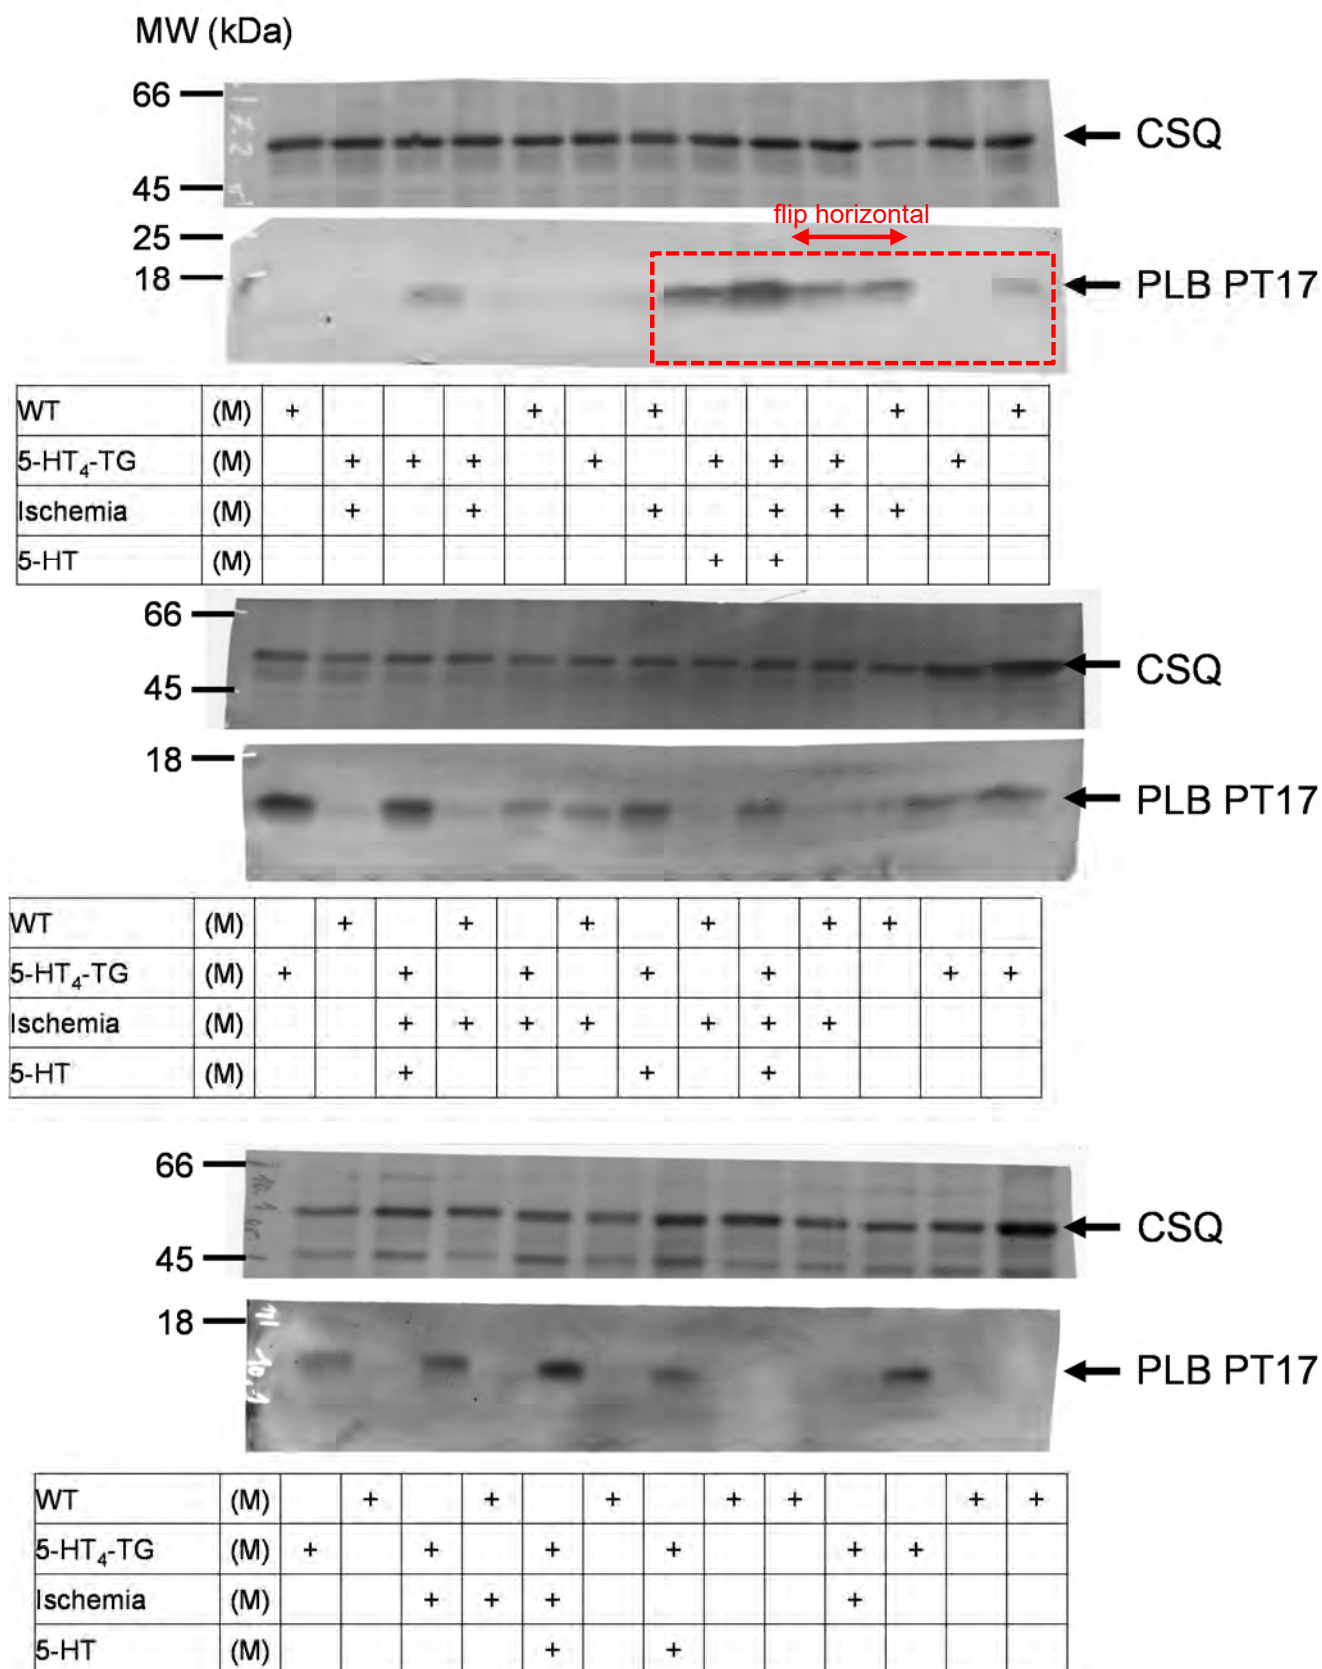 MW (kDa)
66
CSQ
45
flip horizontal
25
18
PLB PT17
WT (M) + + + + +
5-HT₄-TG (M) + + + + + + + +
Ischemia (M) + + + + + +
5-HT (M) + +
66
CSQ
45
18
PLB PT17
WT (M) + + + + + +
5-HT₄-TG (M) + + + + + + +
Ischemia (M) + + + + + + +
5-HT (M) + + +
66
CSQ
45
18
PLB PT17
10.1
WT (M) + + + + + + +
5-HT₄-TG (M) + + + + + +
Ischemia (M) + + + +
5-HT (M) + +